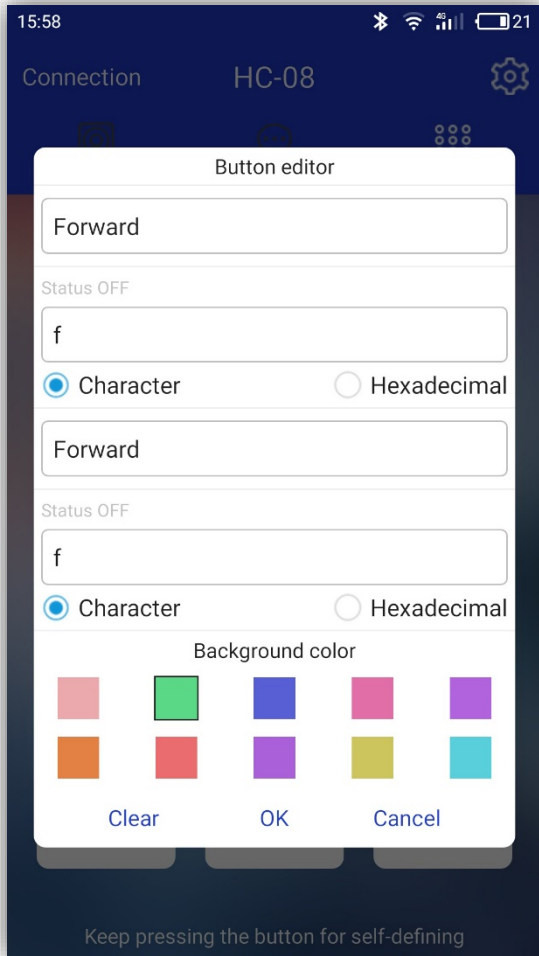 15:58 4G 21
Connection HC-08
Button editor
Forward
Status OFF
f
Character Hexadecimal
Forward
Status OFF
f
Character Hexadecimal
Background color
Clear OK Cancel
Keep pressing the button for self-defining